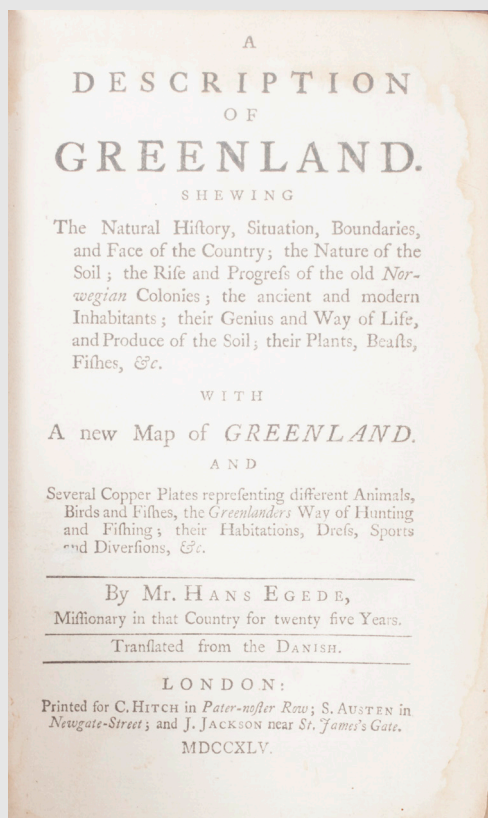 A
DESCRIPTION
OF
GREENLAND.
SHEWING
The Natural Hiſtory, Situation, Boundaries,
and Face of the Country; the Nature of the
Soil; the Riſe and Progreſs of the old Nor-
wegian Colonies; the ancient and modern
Inhabitants; their Genius and Way of Life,
and Produce of the Soil; their Plants, Beaſts,
Fiſhes, &c.
WITH
A new Map of GREENLAND.
AND
Several Copper Plates repreſenting different Animals,
Birds and Fiſhes, the Greenlanders Way of Hunting
and Fiſhing; their Habitations, Dreſs, Sports
and Diverſions, &c.
By Mr. HANS EGEDE,
Miſſionary in that Country for twenty five Years.
Tranſlated from the DANISH.
LONDON:
Printed for C. HITCH in Pater-noſter Row; S. AUSTEN in
Newgate-Street; and J. JACKSON near St. James's Gate.
MDCCXLV.